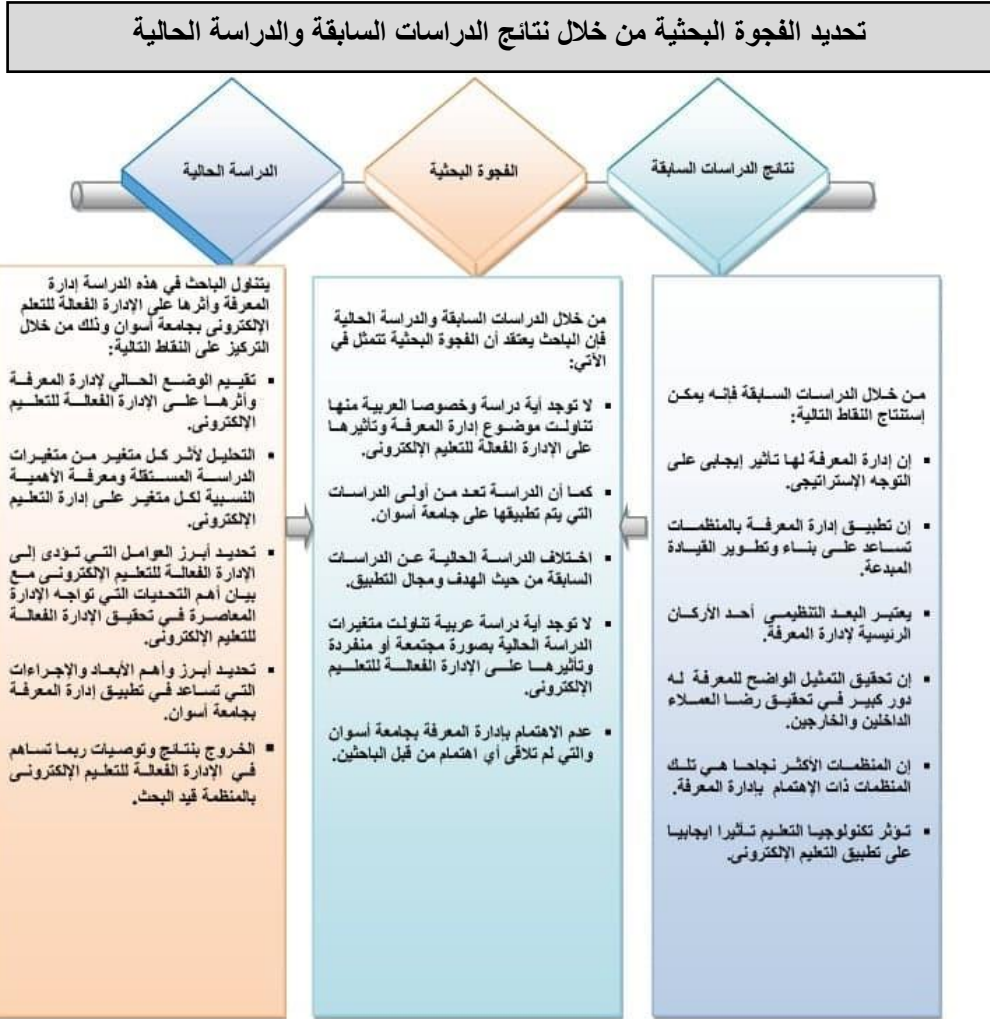 تحديد الفجوة البحثية من خلال نتائج الدراسات السابقة والدراسة الحالية
نتائج الدراسات السابقة
الفجوة البحثية
الدراسة الحالية
من خلال الدراسات السابقة فإنه يمكن
إستنتاج النقاط التالية:
▪ إن إدارة المعرفة لها تأثير إيجابى على
التوجه الإستراتيجى.
▪ إن تطبيق إدارة المعرفة بالمنظمات
تساعد على بناء وتطوير القيادة
المبدعة.
▪ يعتبر البعد التنظيمي أحد الأركان
الرئيسية لإدارة المعرفة.
▪ إن تحقيق التمثيل الواضح للمعرفة له
دور كبير في تحقيق رضا العملاء
الداخلين والخارجين.
▪ إن المنظمات الأكثر نجاحا هي تلك
المنظمات ذات الإهتمام بإدارة المعرفة.
▪ تؤثر تكنولوجيا التعليم تأثيرا ايجابيا
على تطبيق التعليم الإلكترونى.
من خلال الدراسات السابقة والدراسة الحالية
فإن الباحث يعتقد أن الفجوة البحثية تتمثل في
الآتي:
▪ لا توجد أية دراسة وخصوصا العربية منها
تناولت موضوع إدارة المعرفة وتأثيرها
على الإدارة الفعالة للتعليم الإلكترونى.
▪ كما أن الدراسة تعد من أولى الدراسات
التي يتم تطبيقها على جامعة أسوان.
▪ اختلاف الدراسة الحالية عن الدراسات
السابقة من حيث الهدف ومجال التطبيق.
▪ لا توجد أية دراسة عربية تناولت متغيرات
الدراسة الحالية بصورة مجتمعة أو منفردة
وتأثيرها على الإدارة الفعالة للتعليم
الإلكترونى.
▪ عدم الاهتمام بإدارة المعرفة بجامعة أسوان
والتي لم تلاقى أي اهتمام من قبل الباحثين.
يتناول الباحث في هذه الدراسة إدارة
المعرفة وأثرها على الإدارة الفعالة للتعلم
الإلكترونى بجامعة أسوان وذلك من خلال
التركيز على النقاط التالية:
▪ تقييم الوضع الحالي لإدارة المعرفة
وأثرها على الإدارة الفعالة للتعليم
الإلكترونى.
▪ التحليل لأثر كل متغير من متغيرات
الدراسة المستقلة ومعرفة الأهمية
النسبية لكل متغير على إدارة التعليم
الإلكترونى.
▪ تحديد أبرز العوامل التي تؤدى إلى
الإدارة الفعالة للتعليم الإلكترونى مع
بيان أهم التحديات التي تواجه الإدارة
المعاصرة في تحقيق الإدارة الفعالة
للتعليم الإلكترونى.
▪ تحديد أبرز وأهم الأبعاد والإجراءات
التي تساعد في تطبيق إدارة المعرفة
بجامعة أسوان.
▪ الخروج بنتائج وتوصيات ربما تساهم
في الإدارة الفعالة للتعليم الإلكترونى
بالمنظمة قيد البحث.